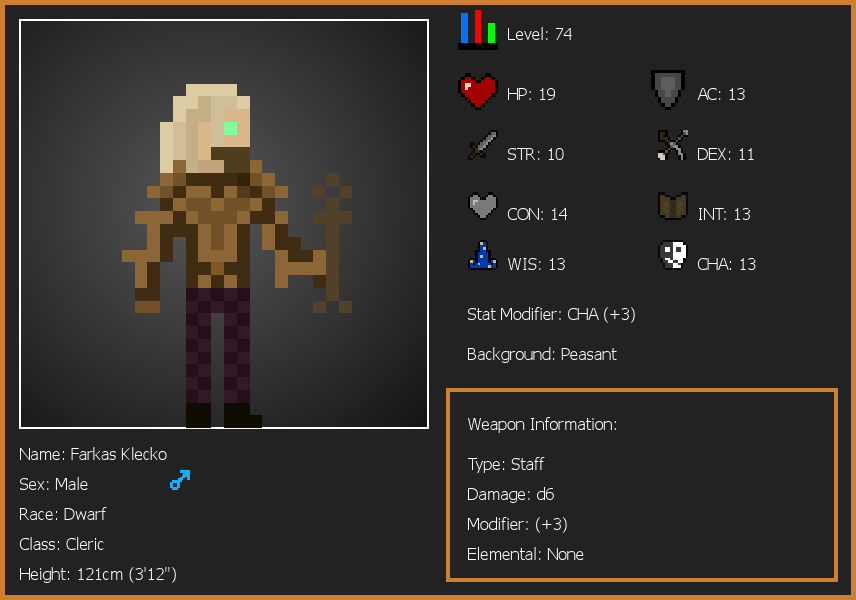 Level: 74
HP: 19
AC: 13
STR: 10
DEX: 11
CON: 14
INT: 13
WIS: 13
CHA: 13
Stat Modifier: CHA (+3)
Background: Peasant
Weapon Information:
Type: Staff
Damage: d6
Modifier: (+3)
Elemental: None
Name: Farkas Klecko
Sex: Male
Race: Dwarf
Class: Cleric
Height: 121cm (3'12")